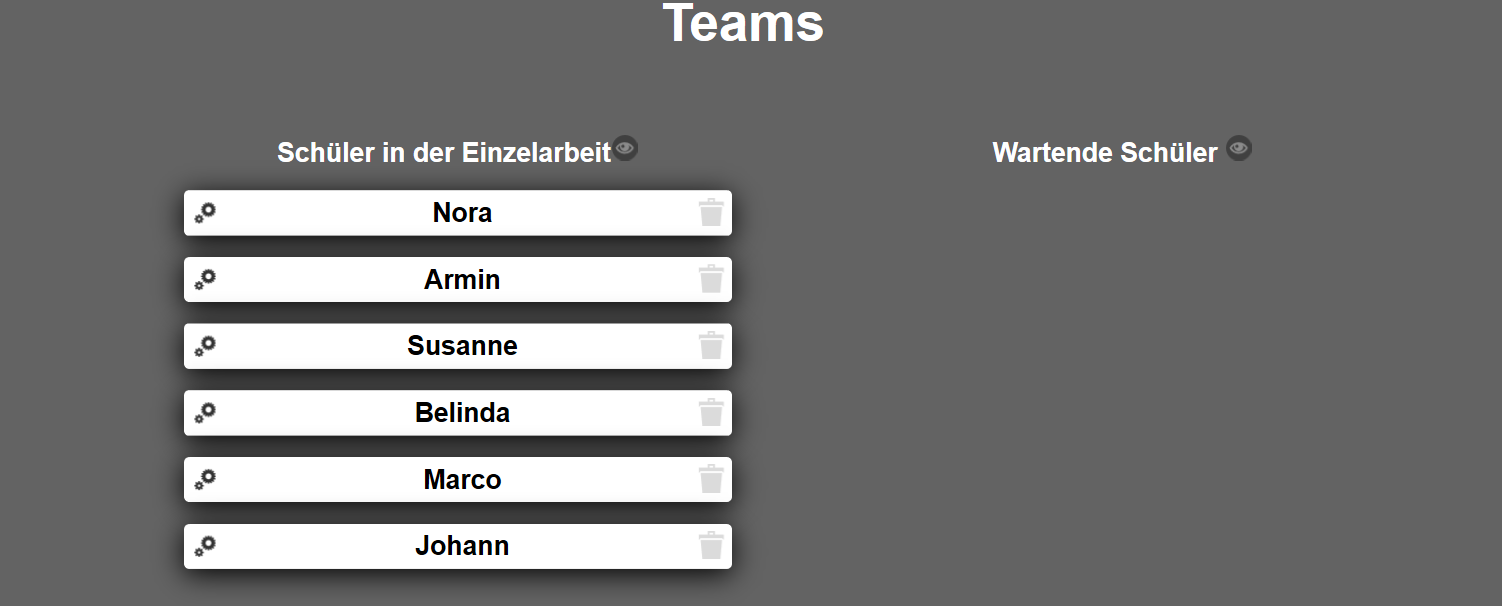 Teams
Schüler in der Einzelarbeit
Wartende Schüler
Nora
Armin
Susanne
Belinda
Marco
Johann